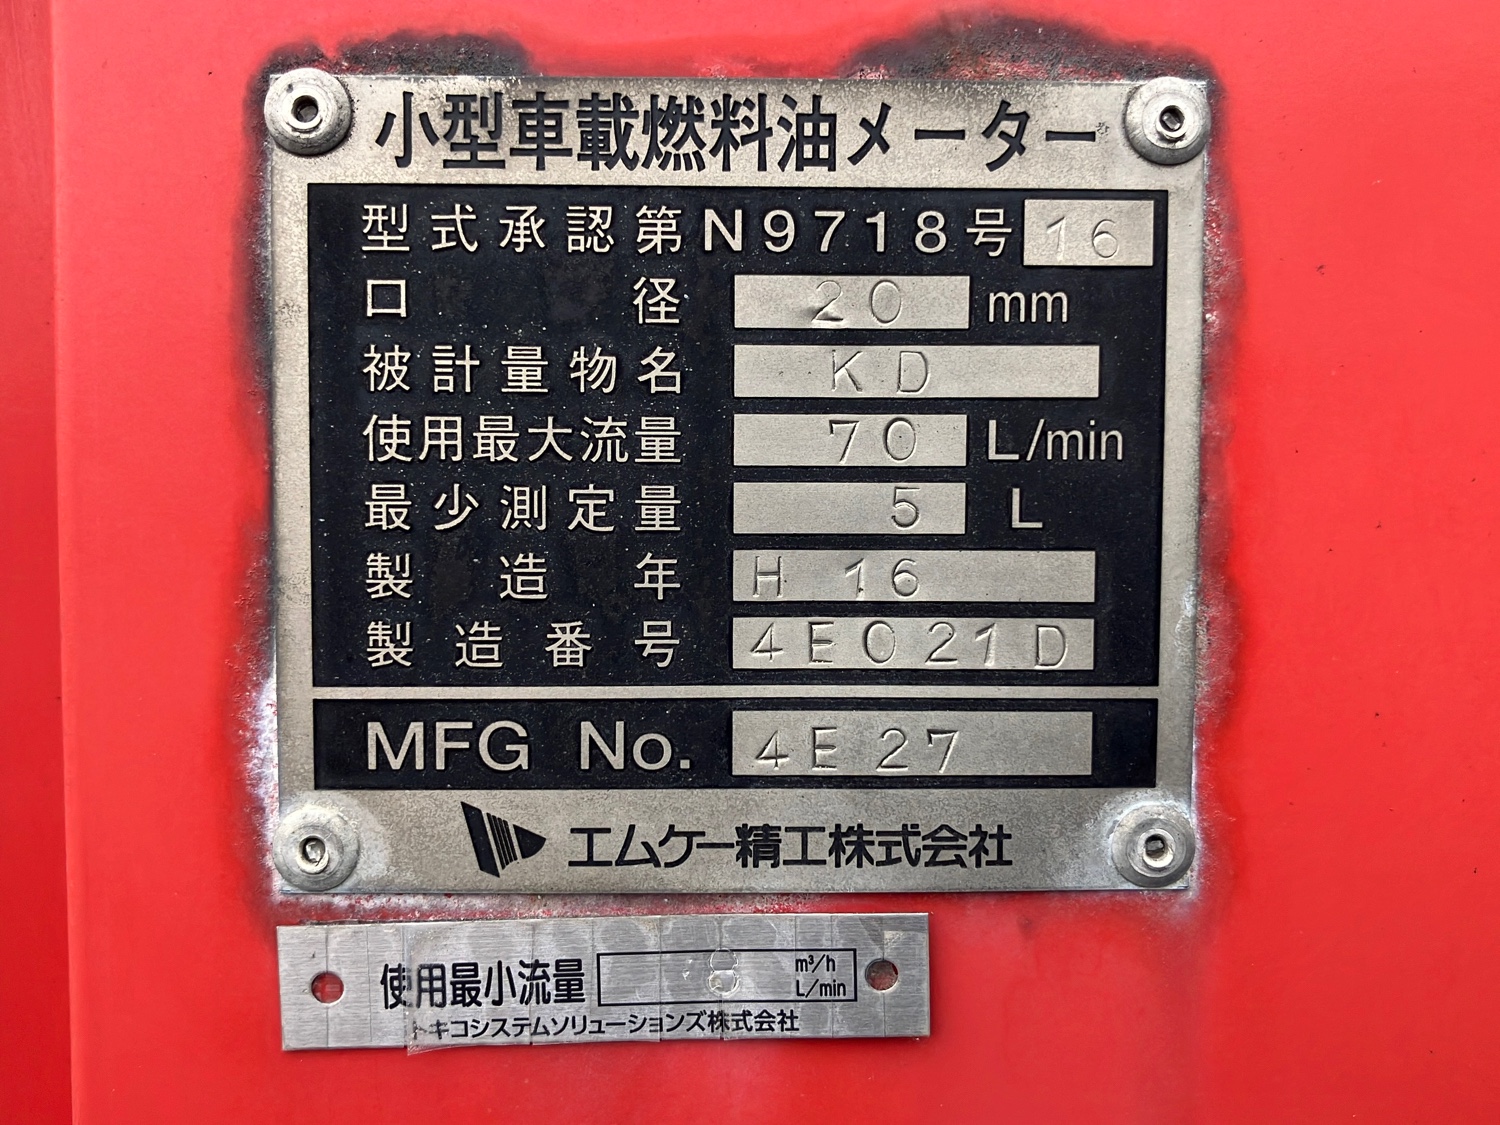 小型車載燃料油メーター
型式承認第N9718号 16
口径 20 mm
被計量物名 KD
使用最大流量 70 L/min
最少測定量 5 L
製造年 H 16
製造番号 4E021D
MFG No. 4E27
エムケー精工株式会社
使用最小流量 8 m³/h
L/min
トキコシステムソリューションズ株式会社